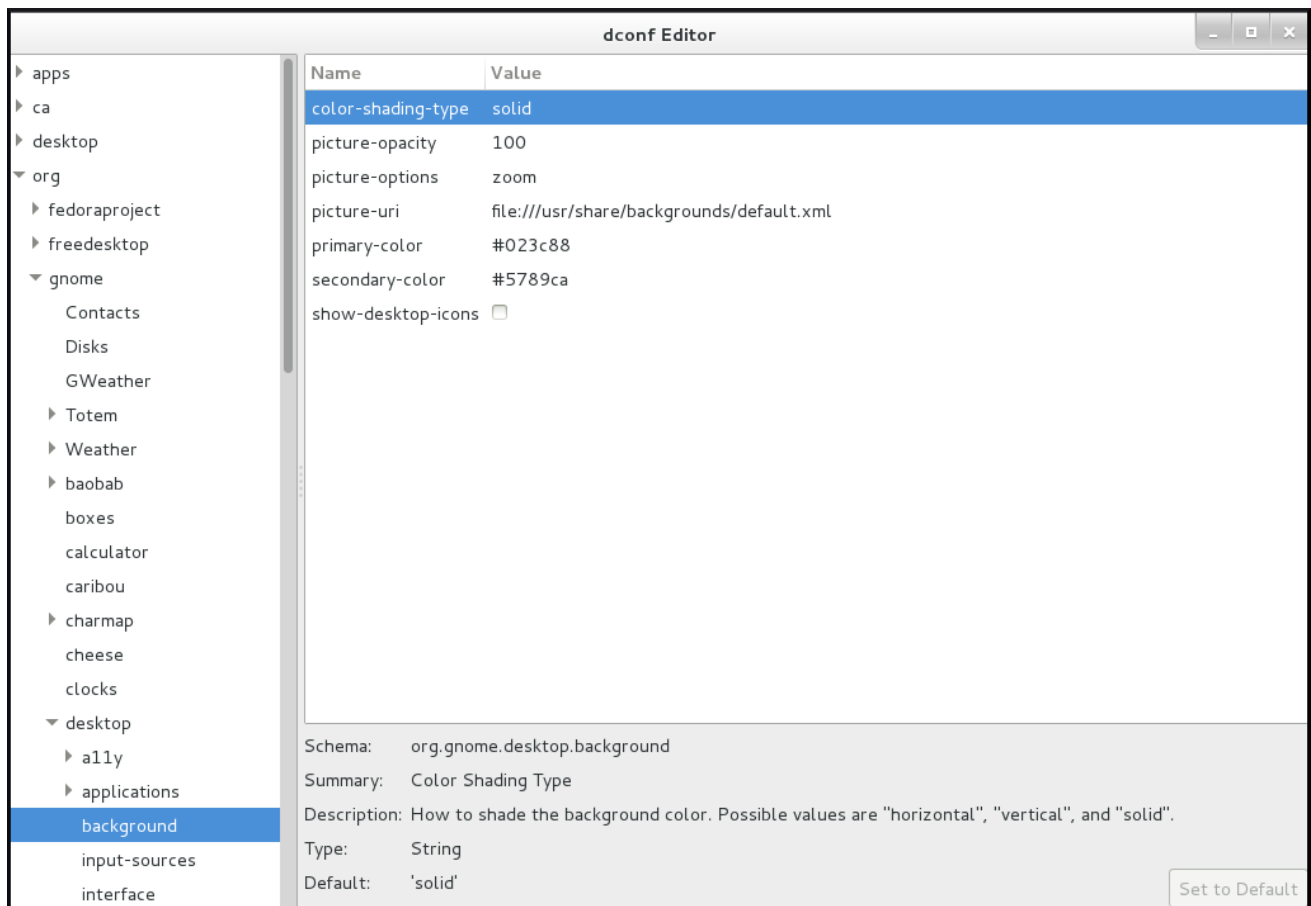 dconf Editor
apps
ca
desktop
org
fedoraproject
freedesktop
gnome
Contacts
Disks
GWeather
Totem
Weather
baobab
boxes
calculator
caribou
charmap
cheese
clocks
desktop
a11y
applications
background
input-sources
interface
Name Value
color-shading-type solid
picture-opacity 100
picture-options zoom
picture-uri file:///usr/share/backgrounds/default.xml
primary-color #023c88
secondary-color #5789ca
show-desktop-icons
Schema: org.gnome.desktop.background
Summary: Color Shading Type
Description: How to shade the background color. Possible values are "horizontal", "vertical", and "solid".
Type: String
Default: 'solid'
Set to Default